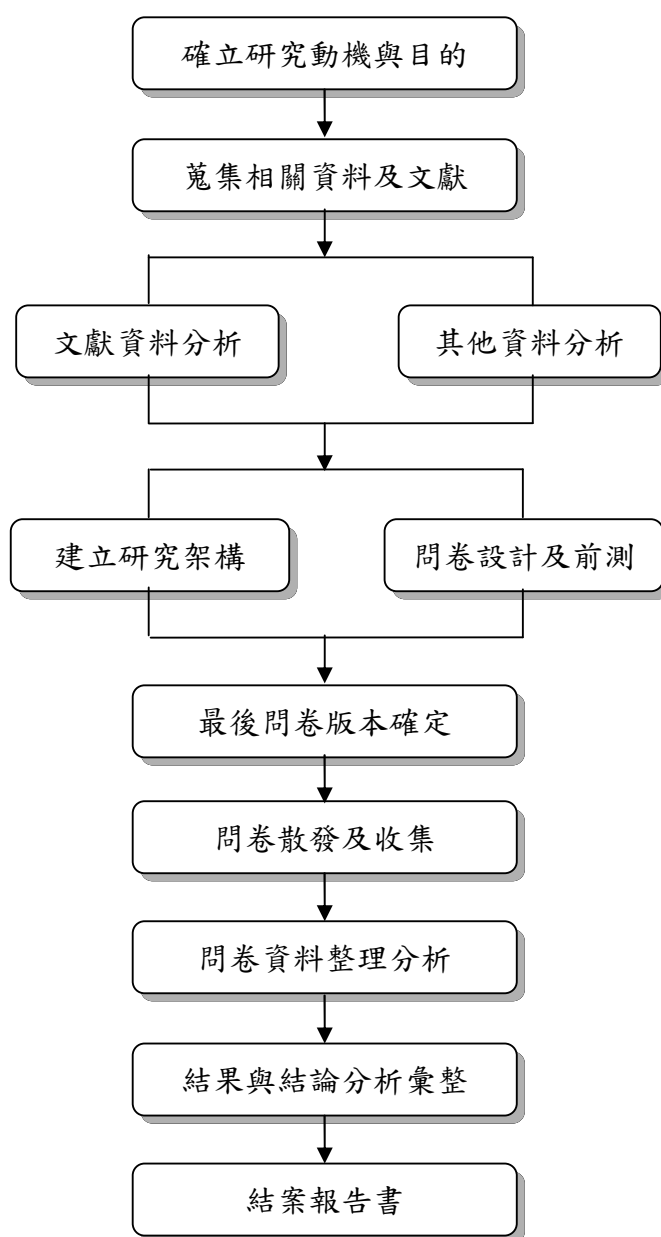 確立研究動機與目的
蒐集相關資料及文獻
文獻資料分析
其他資料分析
建立研究架構
問卷設計及前測
最後問卷版本確定
問卷散發及收集
問卷資料整理分析
結果與結論分析彙整
結案報告書